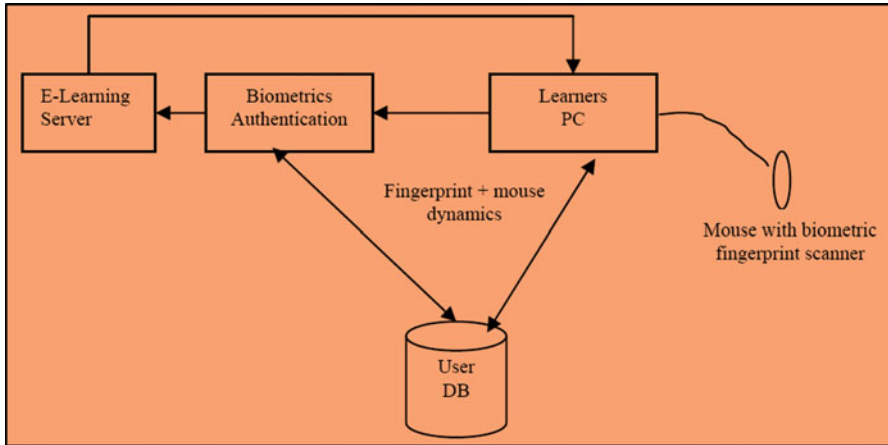 E-Learning
Server
Biometrics
Authentication
Learners
PC
Fingerprint + mouse
dynamics
Mouse with biometric
fingerprint scanner
User
DB